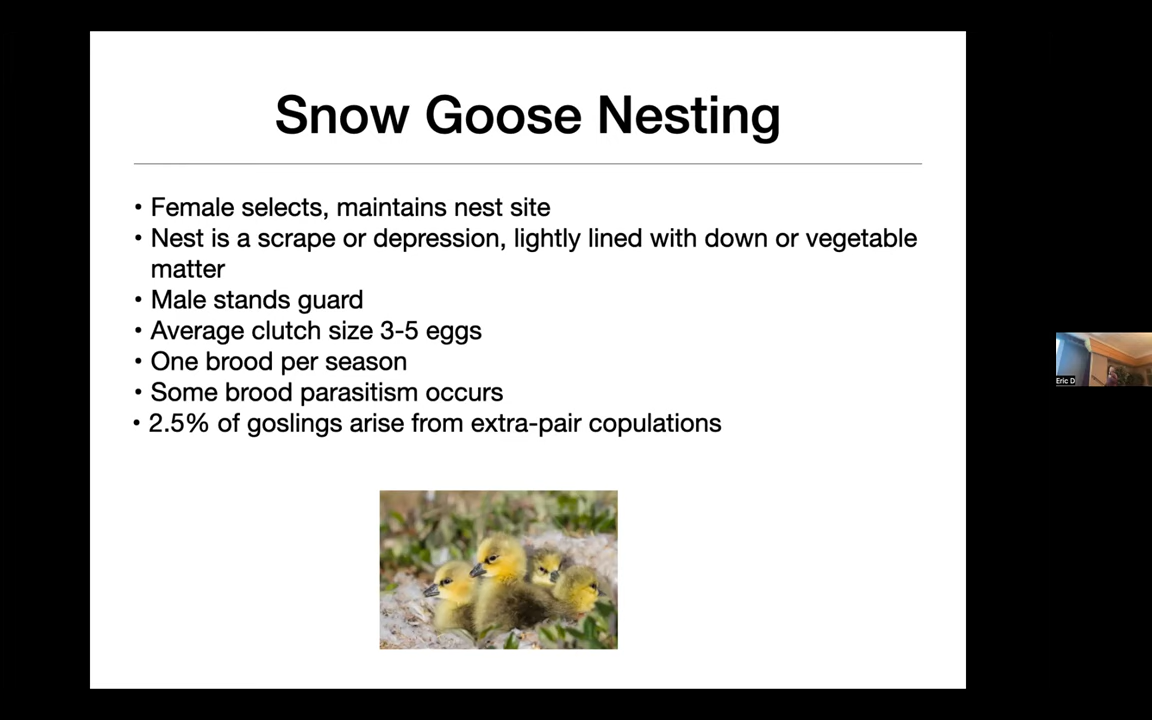 Snow Goose Nesting
• Female selects, maintains nest site
• Nest is a scrape or depression, lightly lined with down or vegetable
matter
• Male stands guard
• Average clutch size 3-5 eggs
• One brood per season
• Some brood parasitism occurs
• 2.5% of goslings arise from extra-pair copulations
Eric D